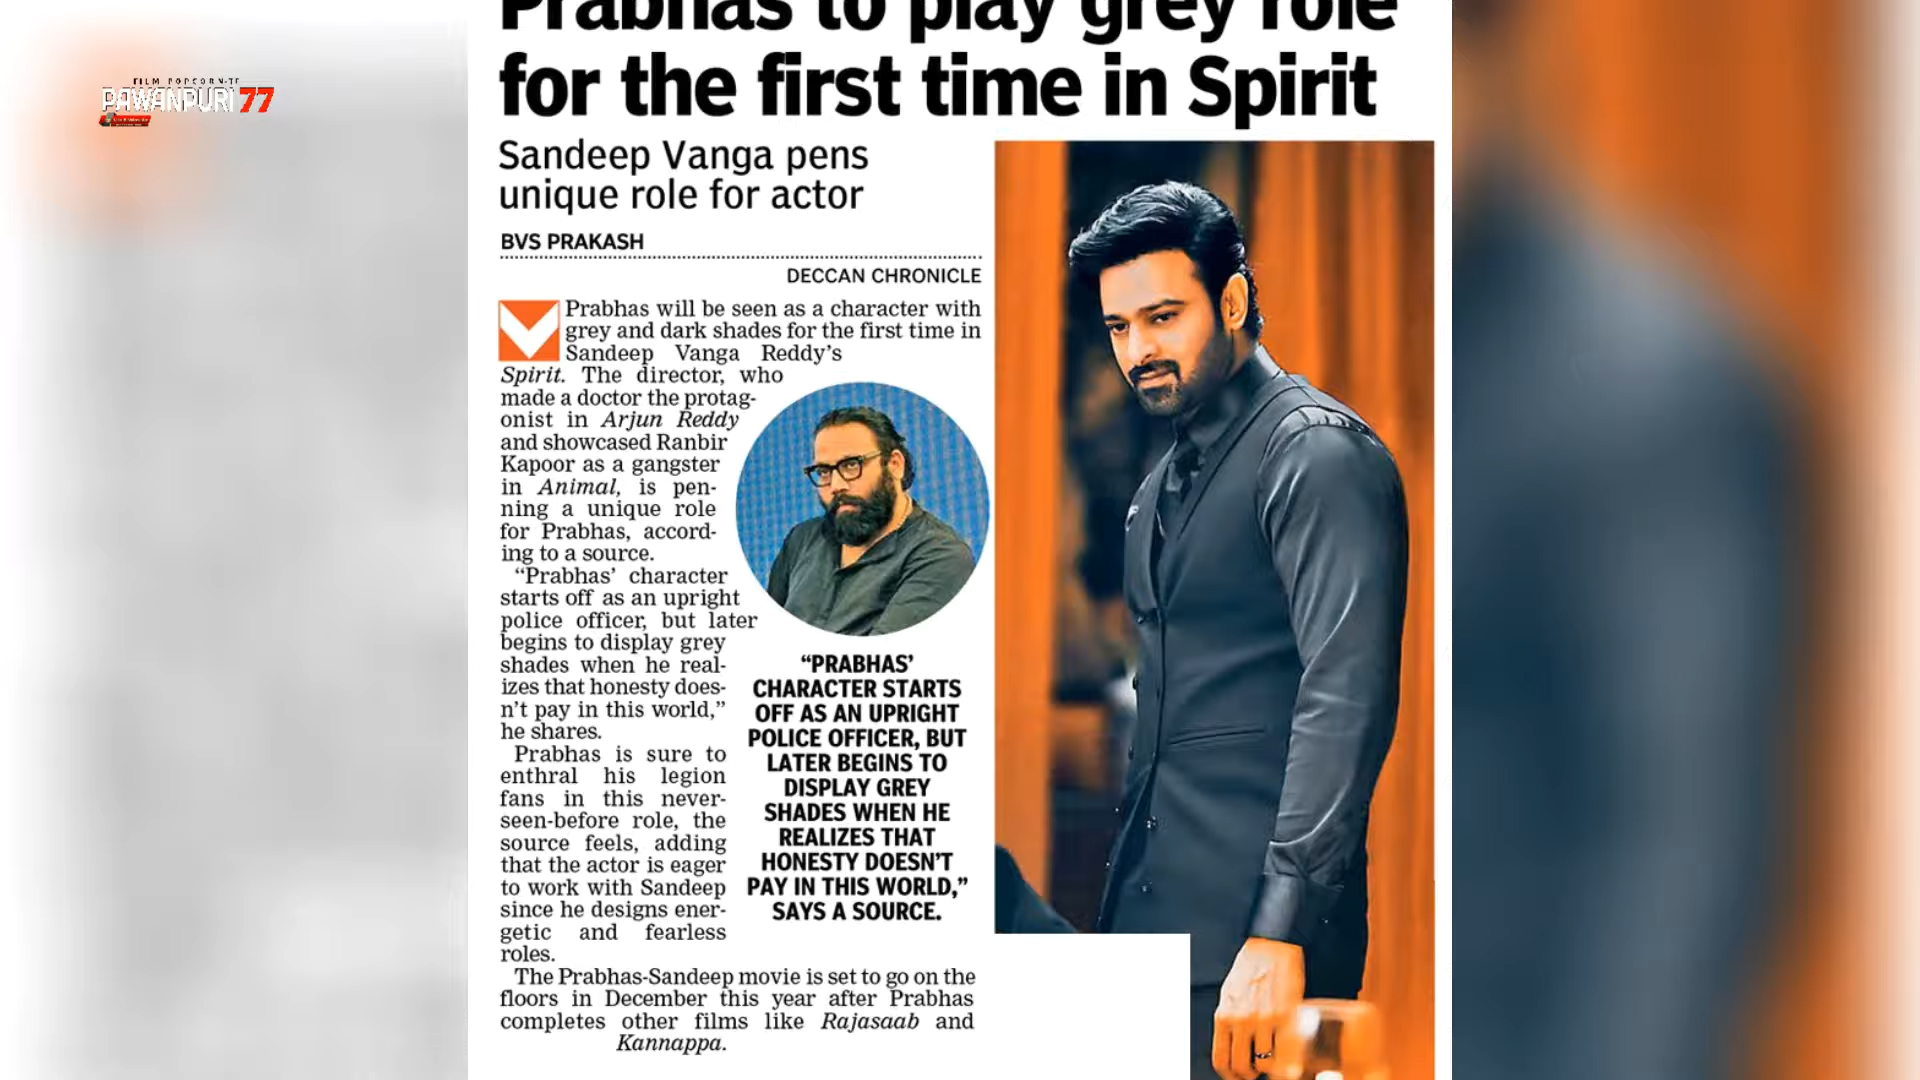 FILM POPCORN-TF
PAWANPURI 77
Prabhas to play grey role
for the first time in Spirit
Sandeep Vanga pens
unique role for actor
BVS PRAKASH
DECCAN CHRONICLE
Prabhas will be seen as a character with
grey and dark shades for the first time in
Sandeep Vanga Reddy's
Spirit. The director, who
made a doctor the protag-
onist in Arjun Reddy
and showcased Ranbir
Kapoor as a gangster
in Animal, is pen-
ning a unique role
for Prabhas, accord-
ing to a source.
“Prabhas’ character
starts off as an upright
police officer, but later
begins to display grey
shades when he real-
izes that honesty does-
n’t pay in this world,”
he shares.
Prabhas is sure to
enthral his legion
fans in this never-
seen-before role, the
source feels, adding
that the actor is eager
to work with Sandeep
since he designs ener-
getic and fearless
roles.
The Prabhas-Sandeep movie is set to go on the
floors in December this year after Prabhas
completes other films like Rajasaab and
Kannappa.
“PRABHAS’
CHARACTER STARTS
OFF AS AN UPRIGHT
POLICE OFFICER, BUT
LATER BEGINS TO
DISPLAY GREY
SHADES WHEN HE
REALIZES THAT
HONESTY DOESN’T
PAY IN THIS WORLD,”
SAYS A SOURCE.